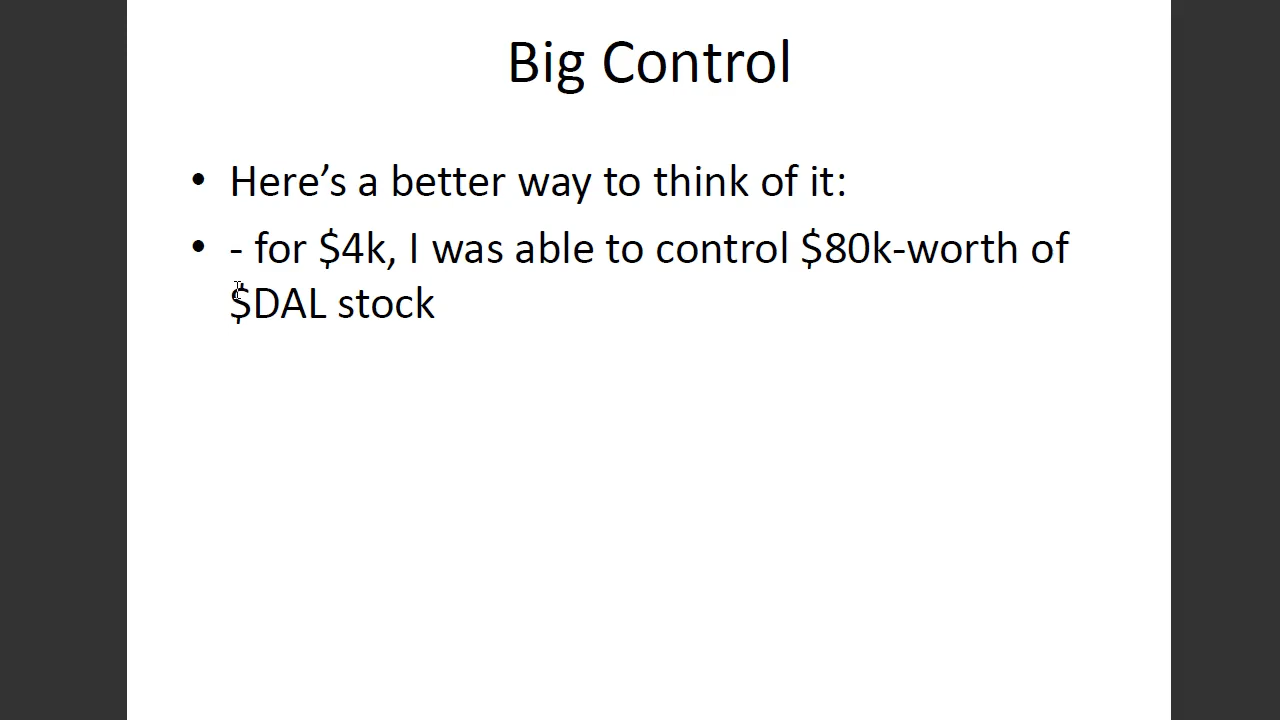 Big Control
• Here’s a better way to think of it:
• - for $4k, I was able to control $80k-worth of
$DAL stock